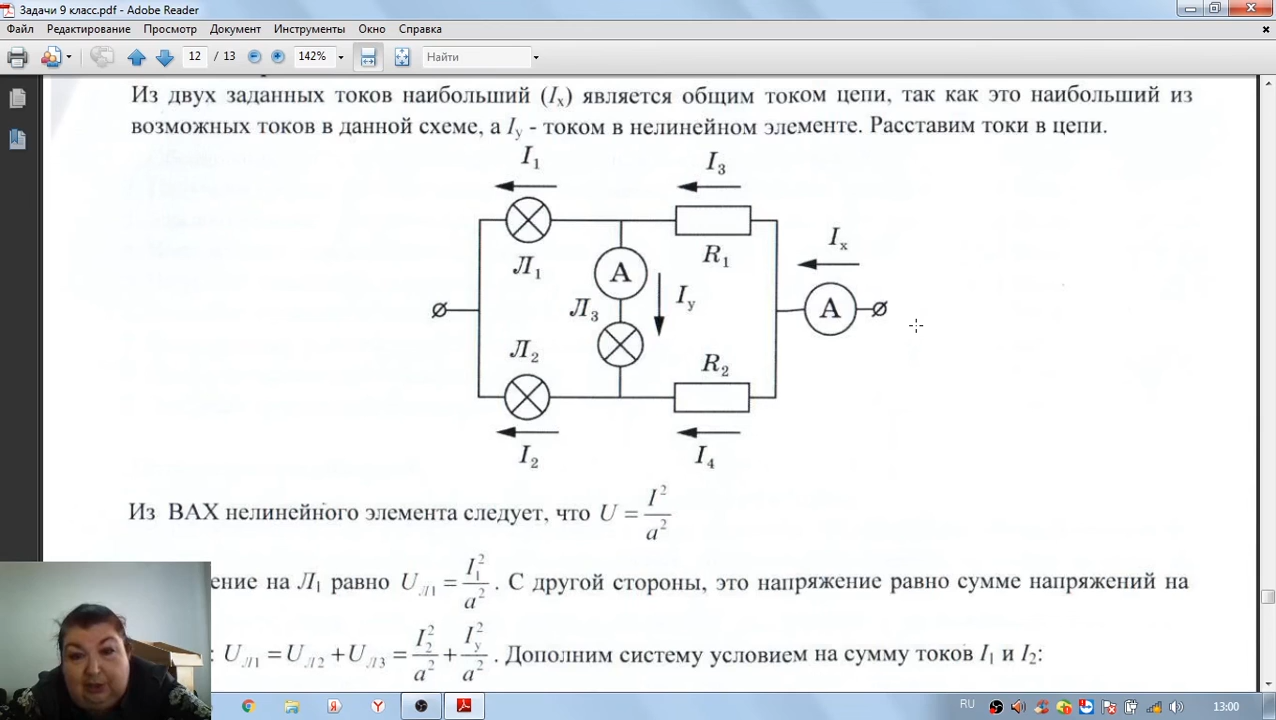 Задачи 9 класс.pdf - Adobe Reader
Файл Редактирование Просмотр Документ Инструменты Окно Справка
12 / 13 142% Найти
Из двух заданных токов наибольший (Iₓ) является общим током цепи, так как это наибольший из
возможных токов в данной схеме, а I_y - током в нелинейном элементе. Расставим токи в цепи.
I₁ I₃
Iₓ
Л₁ A R₁
Л₃ I_y A
Л₂ R₂
I₂ I₄
Из ВАХ нелинейного элемента следует, что U = I²/a²
ение на Л₁ равно U_Л1 = I₁²/a². С другой стороны, это напряжение равно сумме напряжений на
: U_Л1 = U_Л2 + U_Л3 = I₂²/a² + I_y²/a². Дополним систему условием на сумму токов I₁ и I₂:
RU 13:00